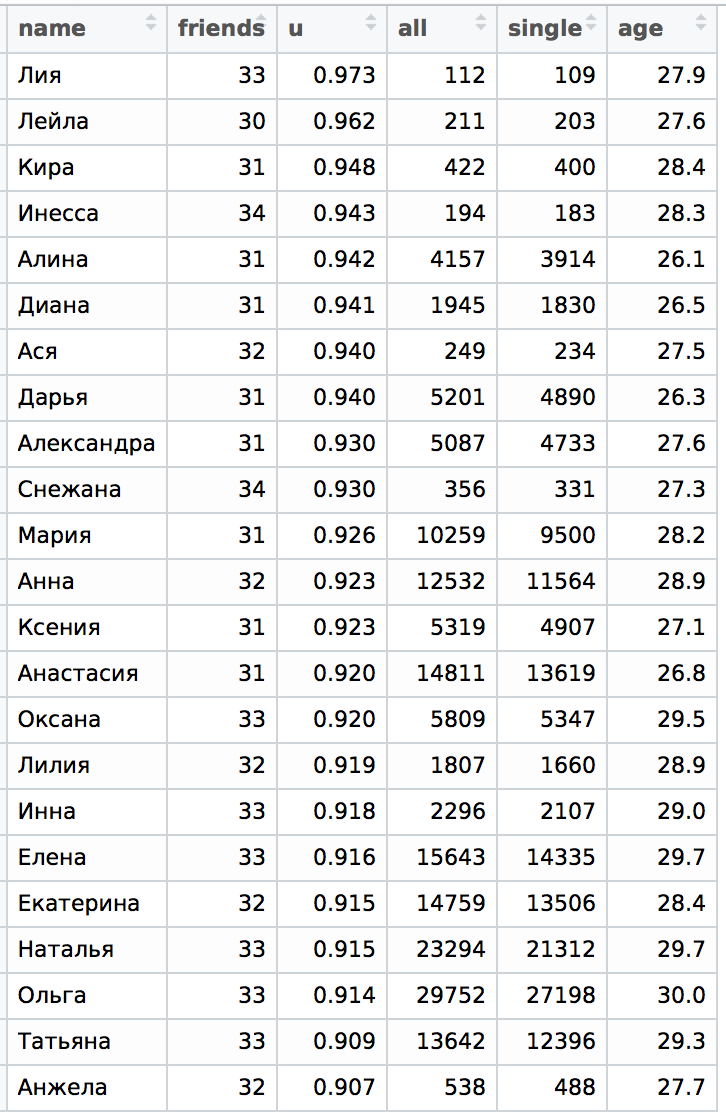 name friends u all single age
Лия 33 0.973 112 109 27.9
Лейла 30 0.962 211 203 27.6
Кира 31 0.948 422 400 28.4
Инесса 34 0.943 194 183 28.3
Алина 31 0.942 4157 3914 26.1
Диана 31 0.941 1945 1830 26.5
Ася 32 0.940 249 234 27.5
Дарья 31 0.940 5201 4890 26.3
Александра 31 0.930 5087 4733 27.6
Снежана 34 0.930 356 331 27.3
Мария 31 0.926 10259 9500 28.2
Анна 32 0.923 12532 11564 28.9
Ксения 31 0.923 5319 4907 27.1
Анастасия 31 0.920 14811 13619 26.8
Оксана 33 0.920 5809 5347 29.5
Лилия 32 0.919 1807 1660 28.9
Инна 33 0.918 2296 2107 29.0
Елена 33 0.916 15643 14335 29.7
Екатерина 32 0.915 14759 13506 28.4
Наталья 33 0.915 23294 21312 29.7
Ольга 33 0.914 29752 27198 30.0
Татьяна 33 0.909 13642 12396 29.3
Анжела 32 0.907 538 488 27.7